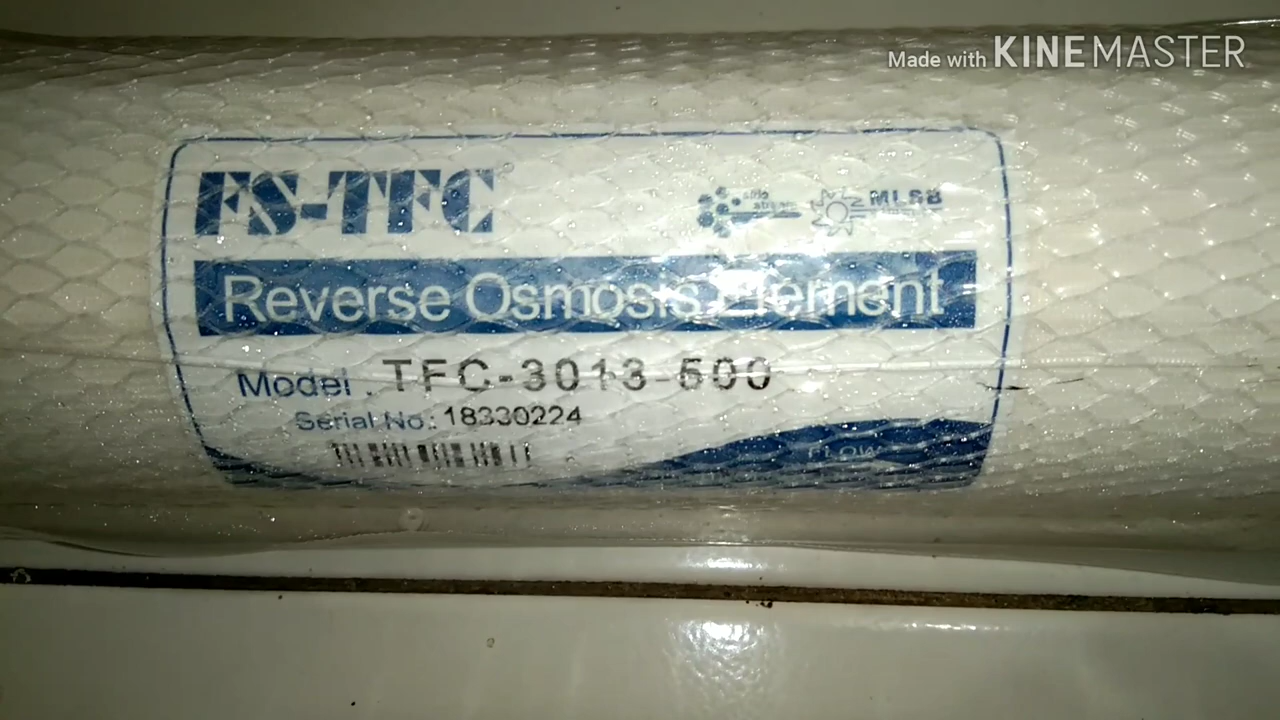 Made with KINEMASTER
FS-TFC
Reverse Osmosis Element
Model . TFC-3013-500
Serial No.: 18330224
FLOW